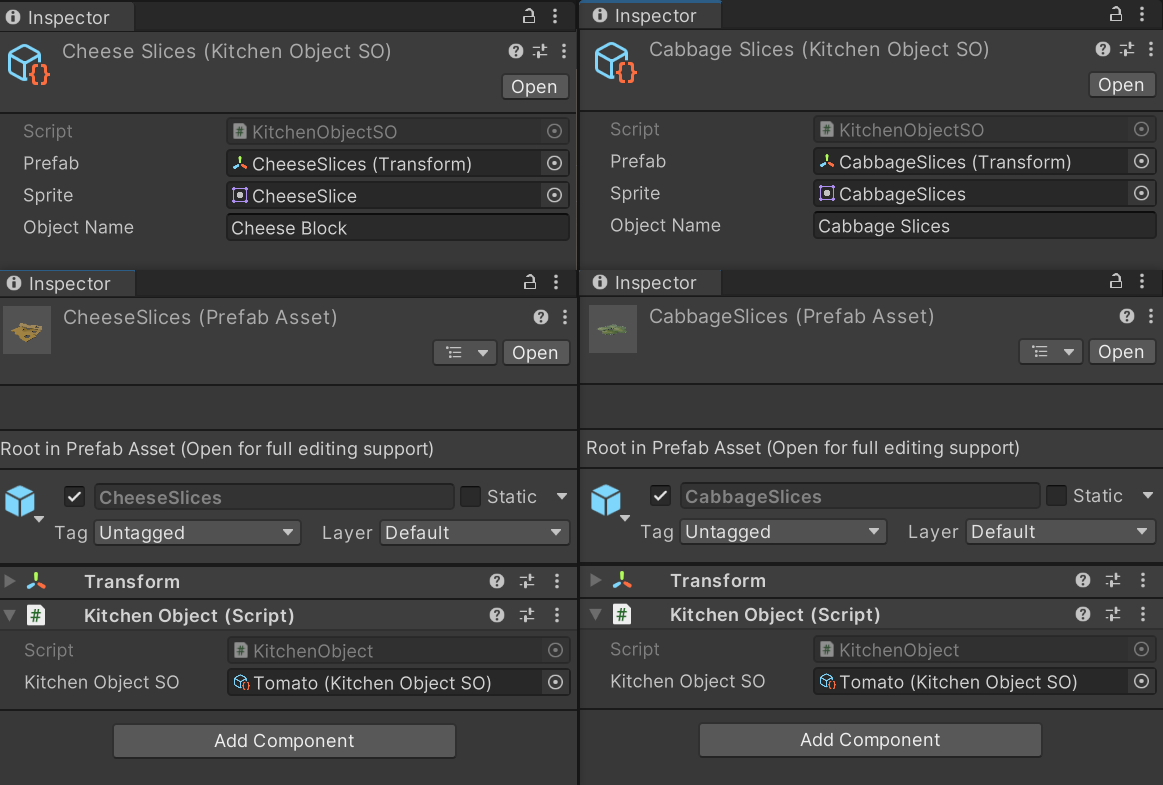 Inspector
Cheese Slices (Kitchen Object SO)
Open
Script
# KitchenObjectSO
Prefab
CheeseSlices (Transform)
Sprite
CheeseSlice
Object Name
Cheese Block
Inspector
Cabbage Slices (Kitchen Object SO)
Open
Script
# KitchenObjectSO
Prefab
CabbageSlices (Transform)
Sprite
CabbageSlices
Object Name
Cabbage Slices
Inspector
CheeseSlices (Prefab Asset)
Open
Root in Prefab Asset (Open for full editing support)
CheeseSlices
Static
Tag
Untagged
Layer
Default
Transform
# Kitchen Object (Script)
Script
# KitchenObject
Kitchen Object SO
Tomato (Kitchen Object SO)
Add Component
Inspector
CabbageSlices (Prefab Asset)
Open
Root in Prefab Asset (Open for full editing support)
CabbageSlices
Static
Tag
Untagged
Layer
Default
Transform
# Kitchen Object (Script)
Script
# KitchenObject
Kitchen Object SO
Tomato (Kitchen Object SO)
Add Component